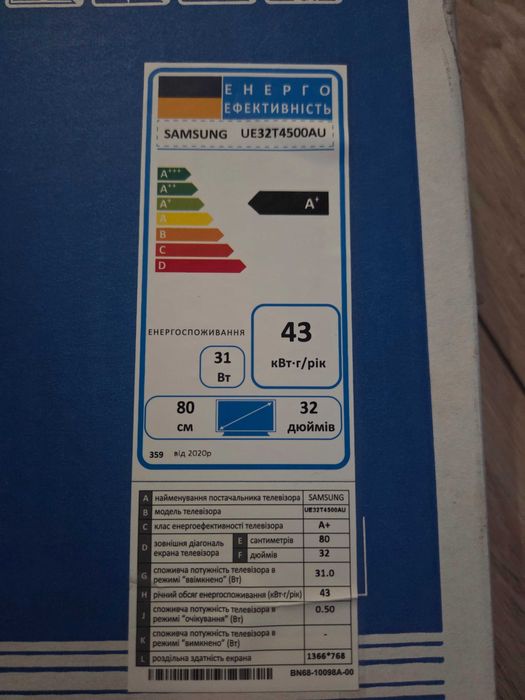 ЕНЕРГО
ЕФЕКТИВНІСТЬ
SAMSUNG UE32T4500AU
A+++
A++
A+
A
B
C
D
A+
ЕНЕРГОСПОЖИВАННЯ
43
кВт·г/рік
31
Вт
80
см
32
дюймів
359 від 2020р
A найменування постачальника телевізора SAMSUNG
B модель телевізора UE32T4500AU
C клас енергоефективності телевізора A+
D зовнішня діагональ екрана телевізора E сантиметрів 80
F дюймів 32
G споживча потужність телевізора в режимі "ввімкнено" (Вт) 31.0
H річний обсяг енергоспоживання (кВт·г/рік) 43
J споживча потужність телевізора в режимі "очікування" (Вт) 0.50
K споживча потужність телевізора в режимі "вимкнено" (Вт) -
L роздільна здатність екрана 1366*768
BN68-10098A-00